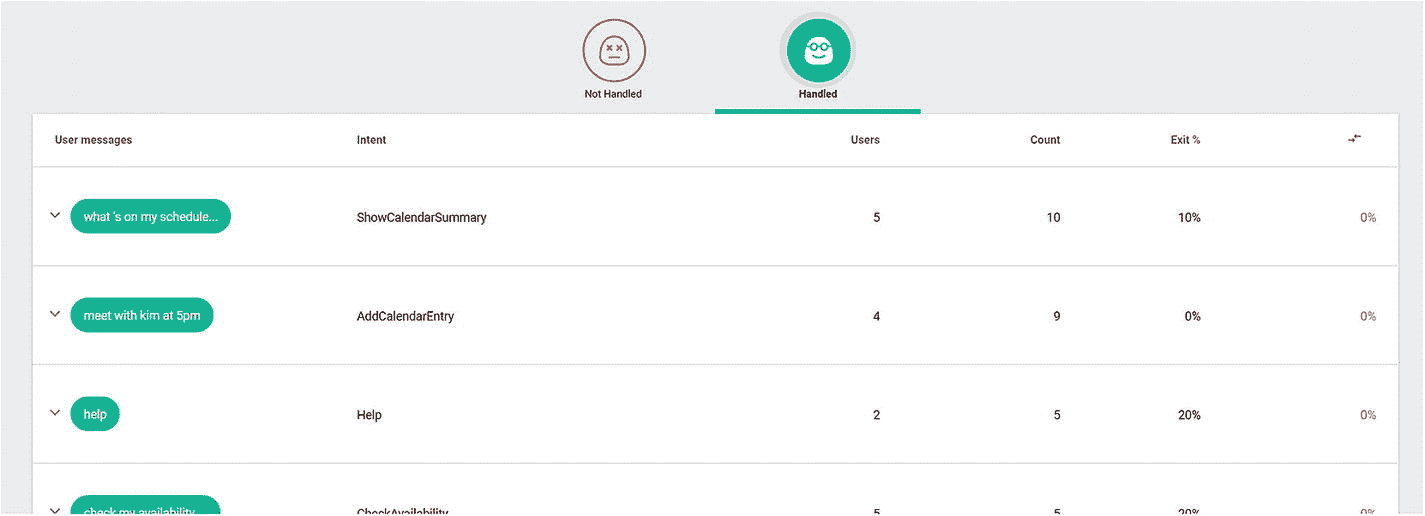 Not Handled Handled
User messages Intent Users Count Exit %
what 's on my schedule... ShowCalendarSummary 5 10 10% 0%
meet with kim at 5pm AddCalendarEntry 4 9 0% 0%
help Help 2 5 20% 0%
check my availability CheckAvailability 5 5 20% 0%